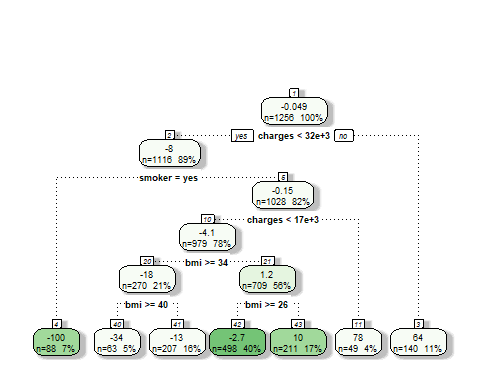 1
-0.049
n=1256 100%
yes charges < 32e+3 no
2
-8
n=1116 89%
smoker = yes
5
-0.15
n=1028 82%
charges < 17e+3
10
-4.1
n=979 78%
bmi >= 34
20
-18
n=270 21%
21
1.2
n=709 56%
bmi >= 40
bmi >= 26
4
-100
n=88 7%
40
-34
n=63 5%
41
-13
n=207 16%
42
-2.7
n=498 40%
43
10
n=211 17%
11
78
n=49 4%
3
64
n=140 11%